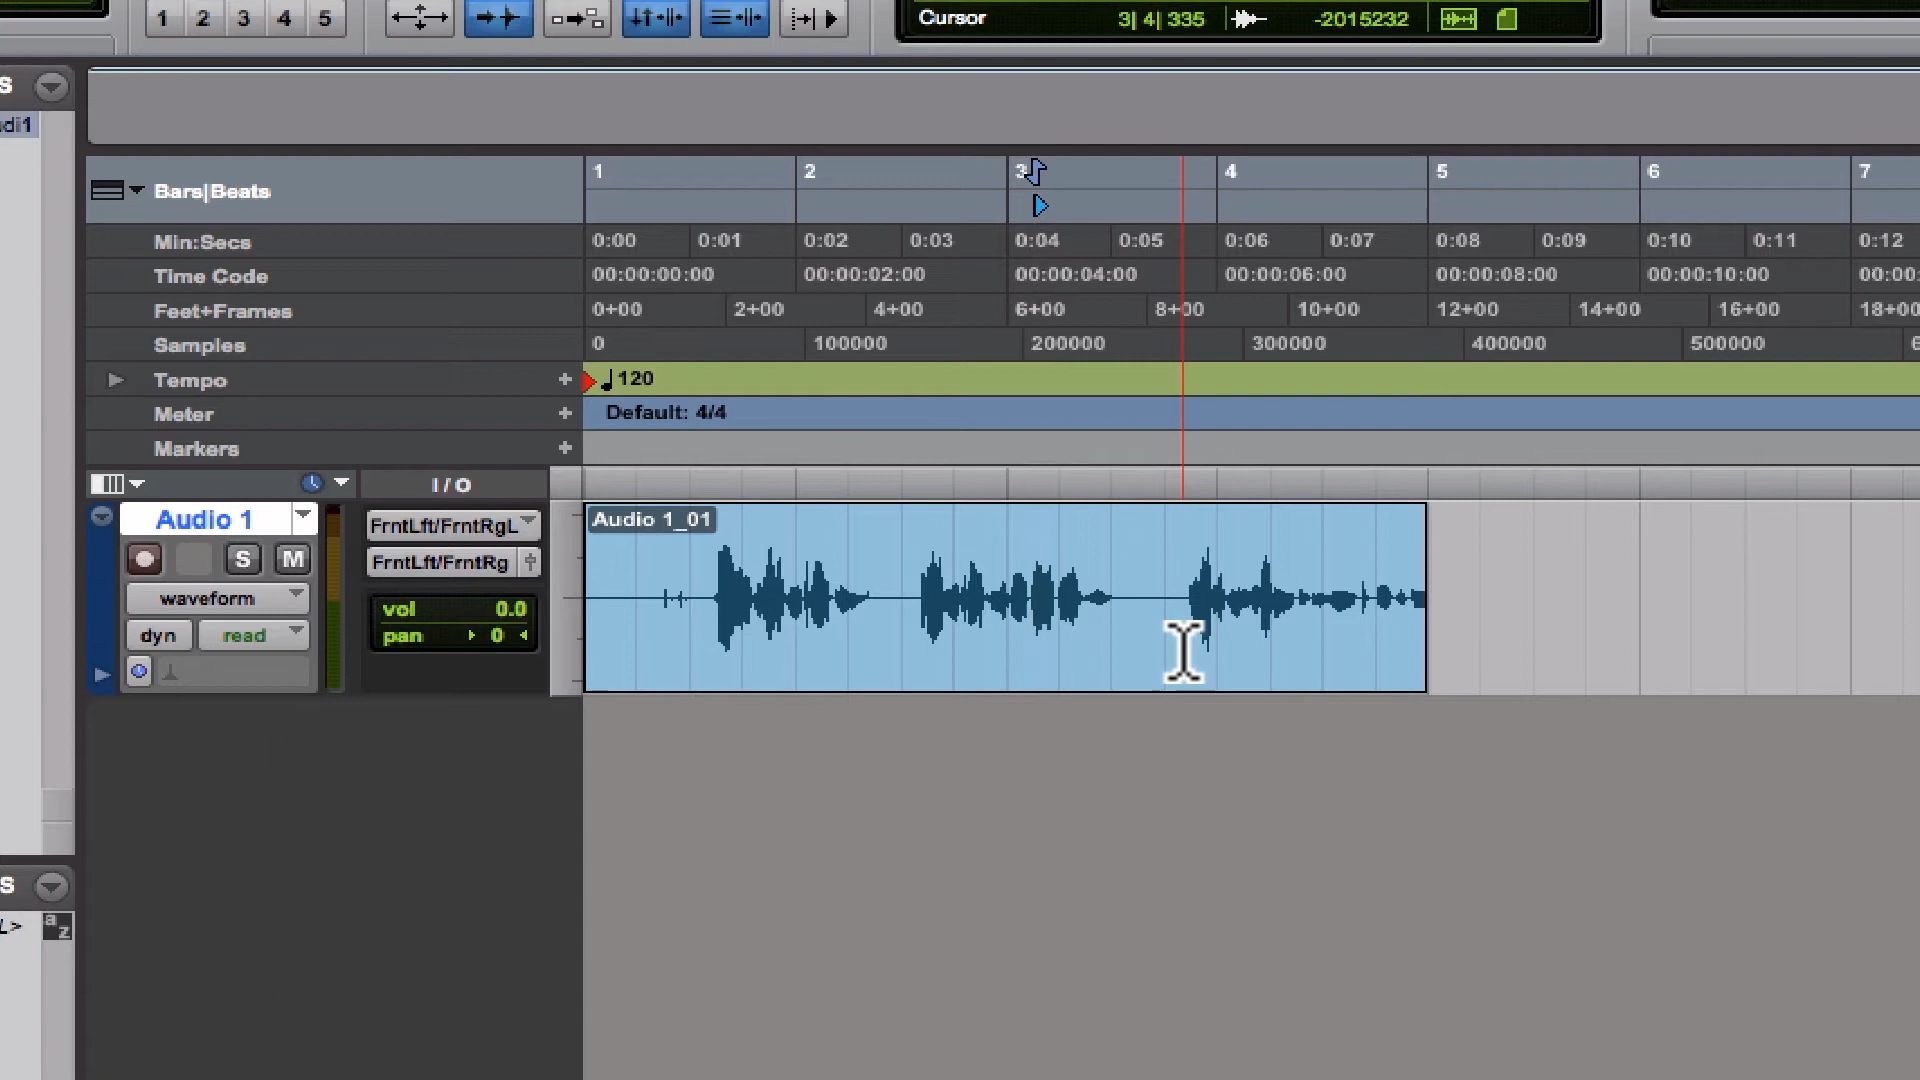 1 2 3 4 5
Cursor 3| 4| 335 -2015232
S
udi1
Bars|Beats 1 2 3 4 5 6 7
Min:Secs 0:00 0:01 0:02 0:03 0:04 0:05 0:06 0:07 0:08 0:09 0:10 0:11 0:12
Time Code 00:00:00:00 00:00:02:00 00:00:04:00 00:00:06:00 00:00:08:00 00:00:10:00 00:00:
Feet+Frames 0+00 2+00 4+00 6+00 8+00 10+00 12+00 14+00 16+00 18+00
Samples 0 100000 200000 300000 400000 500000
Tempo + 120
Meter + Default: 4/4
Markers +
I / O
Audio 1 FrntLft/FrntRgL Audio 1_01
S M FrntLft/FrntRg
waveform vol 0.0
dyn read pan 0
S
L> a z